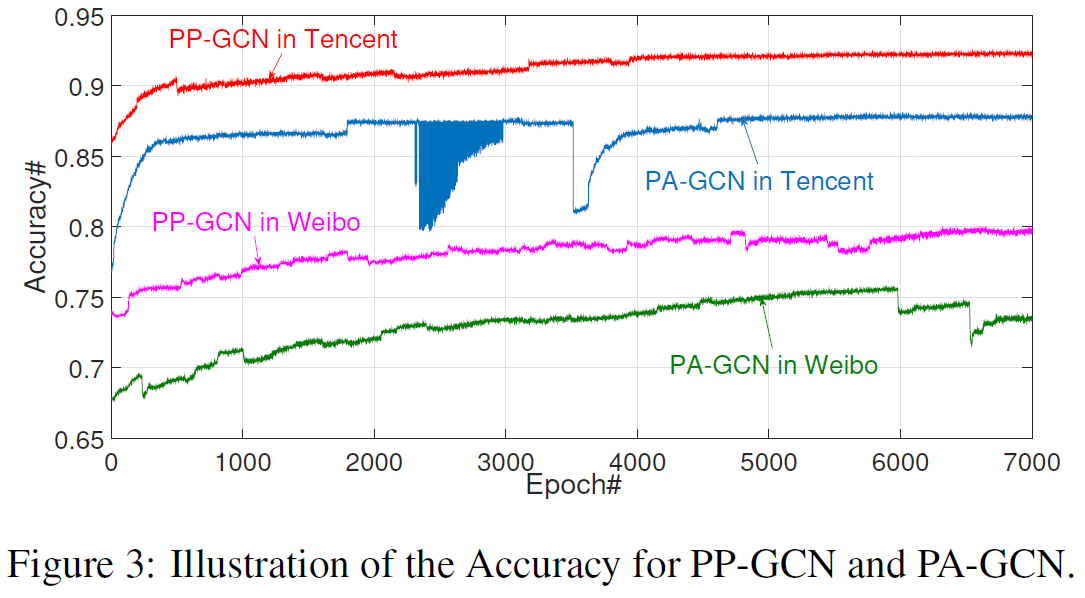 0.95
PP-GCN in Tencent
0.9
0.85
PA-GCN in Tencent
Accuracy#
0.8
PP-GCN in Weibo
0.75
0.7
PA-GCN in Weibo
0.65
0 1000 2000 3000 4000 5000 6000 7000
Epoch#
Figure 3: Illustration of the Accuracy for PP-GCN and PA-GCN.